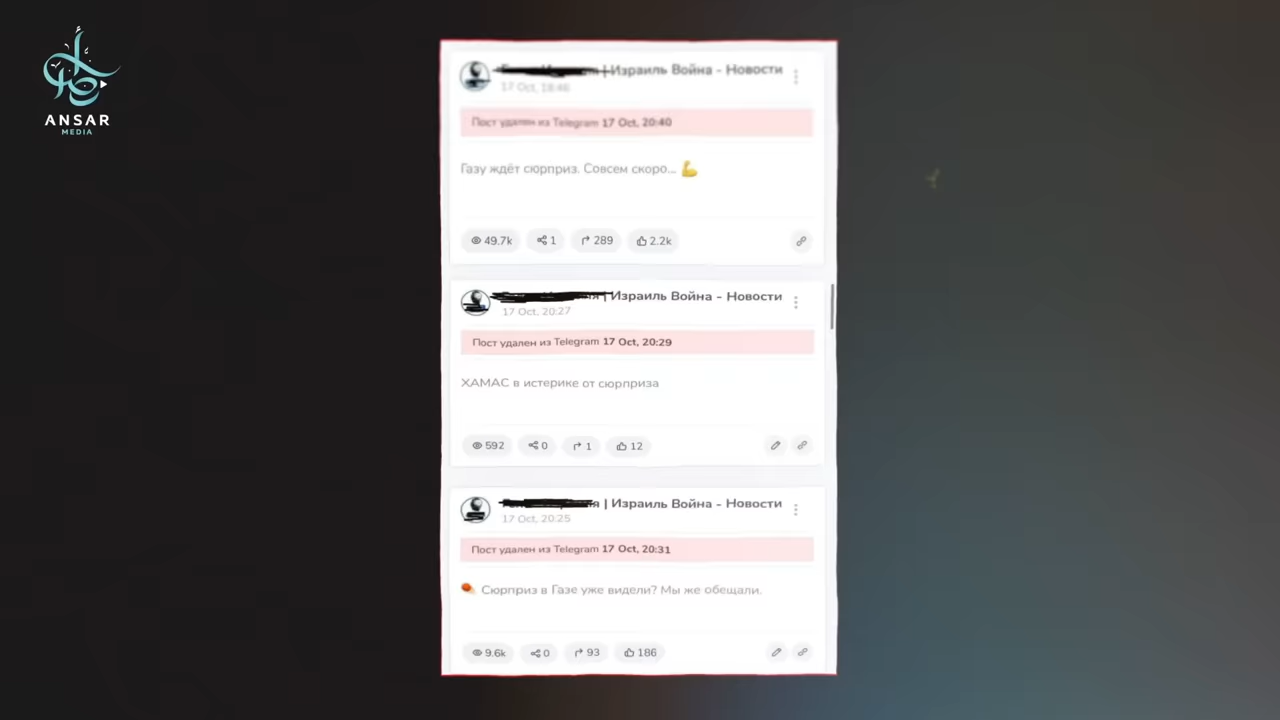 ANSAR
MEDIA
| Израиль Война - Новости
17 Oct, 18:46
Пост удален из Telegram 17 Oct, 20:40
Газу ждёт сюрприз. Совсем скоро... 💪
49.7k 1 289 2.2k
| Израиль Война - Новости
17 Oct, 20:27
Пост удален из Telegram 17 Oct, 20:29
ХАМАС в истерике от сюрприза
592 0 1 12
| Израиль Война - Новости
17 Oct, 20:25
Пост удален из Telegram 17 Oct, 20:31
Сюрприз в Газе уже видели? Мы же обещали.
9.6k 0 93 186